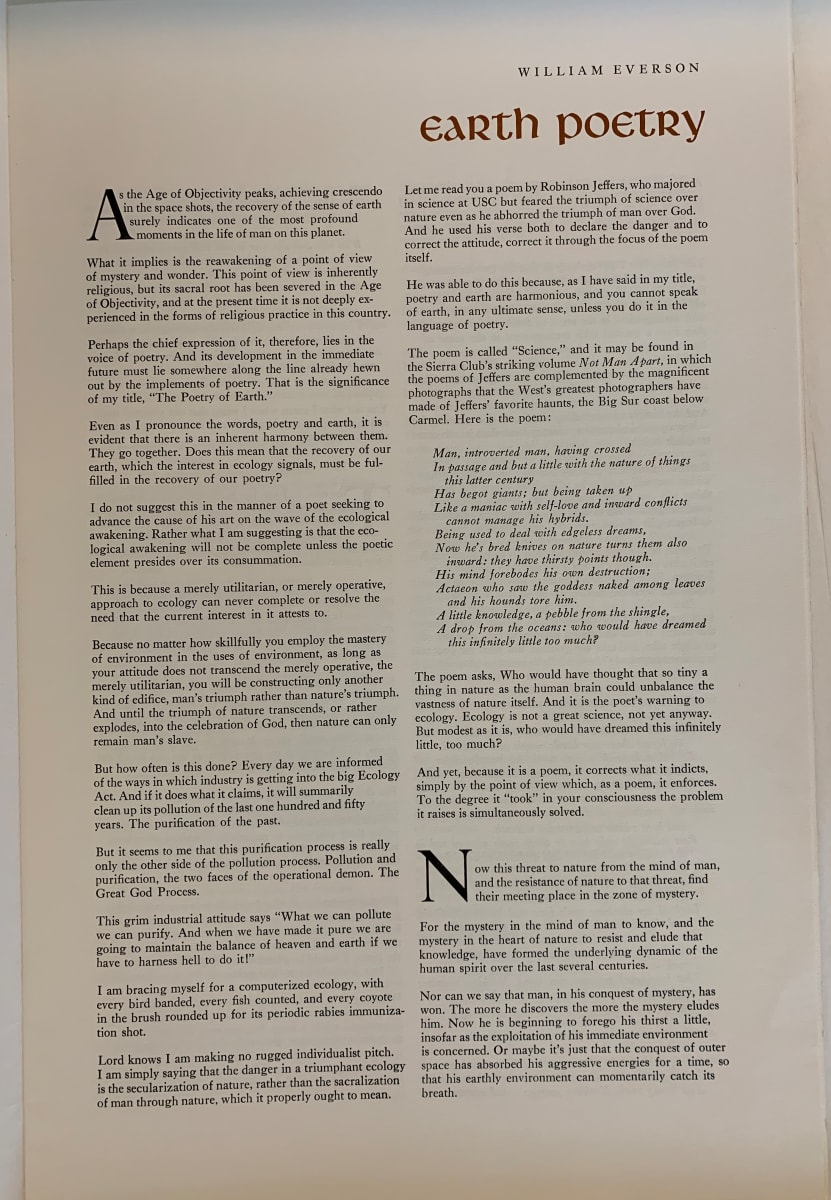 WILLIAM EVERSON
EARTH POETRY
As the Age of Objectivity peaks, achieving crescendo
in the space shots, the recovery of the sense of earth
surely indicates one of the most profound
moments in the life of man on this planet.
What it implies is the reawakening of a point of view
of mystery and wonder. This point of view is inherently
religious, but its sacral root has been severed in the Age
of Objectivity, and at the present time it is not deeply ex-
perienced in the forms of religious practice in this country.
Perhaps the chief expression of it, therefore, lies in the
voice of poetry. And its development in the immediate
future must lie somewhere along the line already hewn
out by the implements of poetry. That is the significance
of my title, “The Poetry of Earth.”
Even as I pronounce the words, poetry and earth, it is
evident that there is an inherent harmony between them.
They go together. Does this mean that the recovery of our
earth, which the interest in ecology signals, must be ful-
filled in the recovery of our poetry?
I do not suggest this in the manner of a poet seeking to
advance the cause of his art on the wave of the ecological
awakening. Rather what I am suggesting is that the eco-
logical awakening will not be complete unless the poetic
element presides over its consummation.
This is because a merely utilitarian, or merely operative,
approach to ecology can never complete or resolve the
need that the current interest in it attests to.
Because no matter how skillfully you employ the mastery
of environment in the uses of environment, as long as
your attitude does not transcend the merely operative, the
merely utilitarian, you will be constructing only another
kind of edifice, man’s triumph rather than nature’s triumph.
And until the triumph of nature transcends, or rather
explodes, into the celebration of God, then nature can only
remain man’s slave.
But how often is this done? Every day we are informed
of the ways in which industry is getting into the big Ecology
Act. And if it does what it claims, it will summarily
clean up its pollution of the last one hundred and fifty
years. The purification of the past.
But it seems to me that this purification process is really
only the other side of the pollution process. Pollution and
purification, the two faces of the operational demon. The
Great God Process.
This grim industrial attitude says “What we can pollute
we can purify. And when we have made it pure we are
going to maintain the balance of heaven and earth if we
have to harness hell to do it!”
I am bracing myself for a computerized ecology, with
every bird banded, every fish counted, and every coyote
in the brush rounded up for its periodic rabies immuniza-
tion shot.
Lord knows I am making no rugged individualist pitch.
I am simply saying that the danger in a triumphant ecology
is the secularization of nature, rather than the sacralization
of man through nature, which it properly ought to mean.
Let me read you a poem by Robinson Jeffers, who majored
in science at USC but feared the triumph of science over
nature even as he abhorred the triumph of man over God.
And he used his verse both to declare the danger and to
correct the attitude, correct it through the focus of the poem
itself.
He was able to do this because, as I have said in my title,
poetry and earth are harmonious, and you cannot speak
of earth, in any ultimate sense, unless you do it in the
language of poetry.
The poem is called “Science,” and it may be found in
the Sierra Club’s striking volume Not Man Apart, in which
the poems of Jeffers are complemented by the magnificent
photographs that the West’s greatest photographers have
made of Jeffers’ favorite haunts, the Big Sur coast below
Carmel. Here is the poem:
Man, introverted man, having crossed
In passage and but a little with the nature of things
this latter century
Has begot giants; but being taken up
Like a maniac with self-love and inward conflicts
cannot manage his hybrids.
Being used to deal with edgeless dreams,
Now he’s bred knives on nature turns them also
inward: they have thirsty points though.
His mind forebodes his own destruction;
Actaeon who saw the goddess naked among leaves
and his hounds tore him.
A little knowledge, a pebble from the shingle,
A drop from the oceans: who would have dreamed
this infinitely little too much?
The poem asks, Who would have thought that so tiny a
thing in nature as the human brain could unbalance the
vastness of nature itself. And it is the poet’s warning to
ecology. Ecology is not a great science, not yet anyway.
But modest as it is, who would have dreamed this infinitely
little, too much?
And yet, because it is a poem, it corrects what it indicts,
simply by the point of view which, as a poem, it enforces.
To the degree it “took” in your consciousness the problem
it raises is simultaneously solved.
Now this threat to nature from the mind of man,
and the resistance of nature to that threat, find
their meeting place in the zone of mystery.
For the mystery in the mind of man to know, and the
mystery in the heart of nature to resist and elude that
knowledge, have formed the underlying dynamic of the
human spirit over the last several centuries.
Nor can we say that man, in his conquest of mystery, has
won. The more he discovers the more the mystery eludes
him. Now he is beginning to forego his thirst a little,
insofar as the exploitation of his immediate environment
is concerned. Or maybe it’s just that the conquest of outer
space has absorbed his aggressive energies for a time, so
that his earthly environment can momentarily catch its
breath.